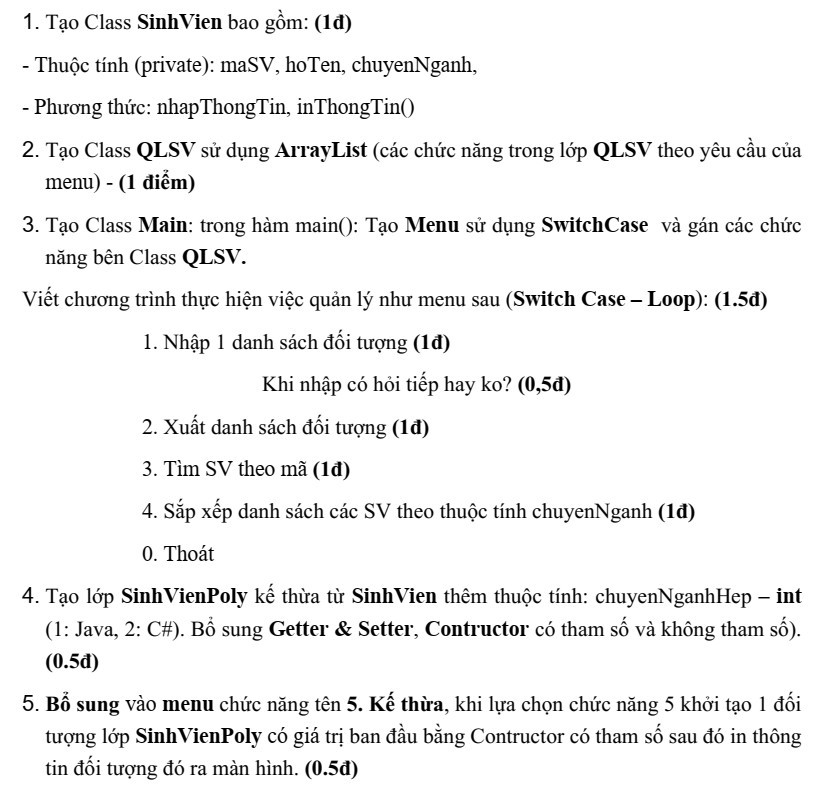 1. Tạo Class SinhVien bao gồm: (1đ)
- Thuộc tính (private): maSV, hoTen, chuyenNganh,
- Phương thức: nhapThongTin, inThongTin()
2. Tạo Class QLSV sử dụng ArrayList (các chức năng trong lớp QLSV theo yêu cầu của
menu) - (1 điểm)
3. Tạo Class Main: trong hàm main(): Tạo Menu sử dụng SwitchCase và gán các chức
năng bên Class QLSV.
Viết chương trình thực hiện việc quản lý như menu sau (Switch Case – Loop): (1.5đ)
1. Nhập 1 danh sách đối tượng (1đ)
Khi nhập có hỏi tiếp hay ko? (0,5đ)
2. Xuất danh sách đối tượng (1đ)
3. Tìm SV theo mã (1đ)
4. Sắp xếp danh sách các SV theo thuộc tính chuyenNganh (1đ)
0. Thoát
4. Tạo lớp SinhVienPoly kế thừa từ SinhVien thêm thuộc tính: chuyenNganhHep – int
(1: Java, 2: C#). Bổ sung Getter & Setter, Contructor có tham số và không tham số).
(0.5đ)
5. Bổ sung vào menu chức năng tên 5. Kế thừa, khi lựa chọn chức năng 5 khởi tạo 1 đối
tượng lớp SinhVienPoly có giá trị ban đầu bằng Contructor có tham số sau đó in thông
tin đối tượng đó ra màn hình. (0.5đ)